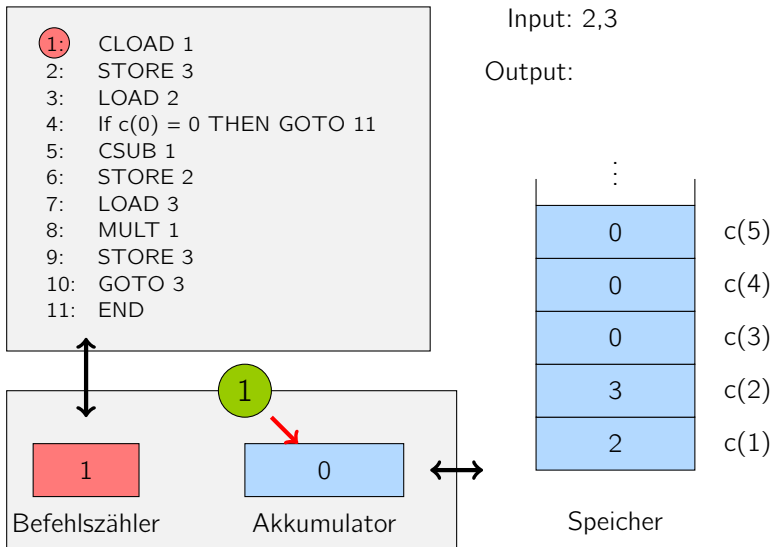 1: CLOAD 1
2: STORE 3
3: LOAD 2
4: If c(0) = 0 THEN GOTO 11
5: CSUB 1
6: STORE 2
7: LOAD 3
8: MULT 1
9: STORE 3
10: GOTO 3
11: END
Input: 2,3
Output:
⋮
0 c(5)
0 c(4)
0 c(3)
3 c(2)
2 c(1)
Speicher
1
1
0
Befehlszähler
Akkumulator